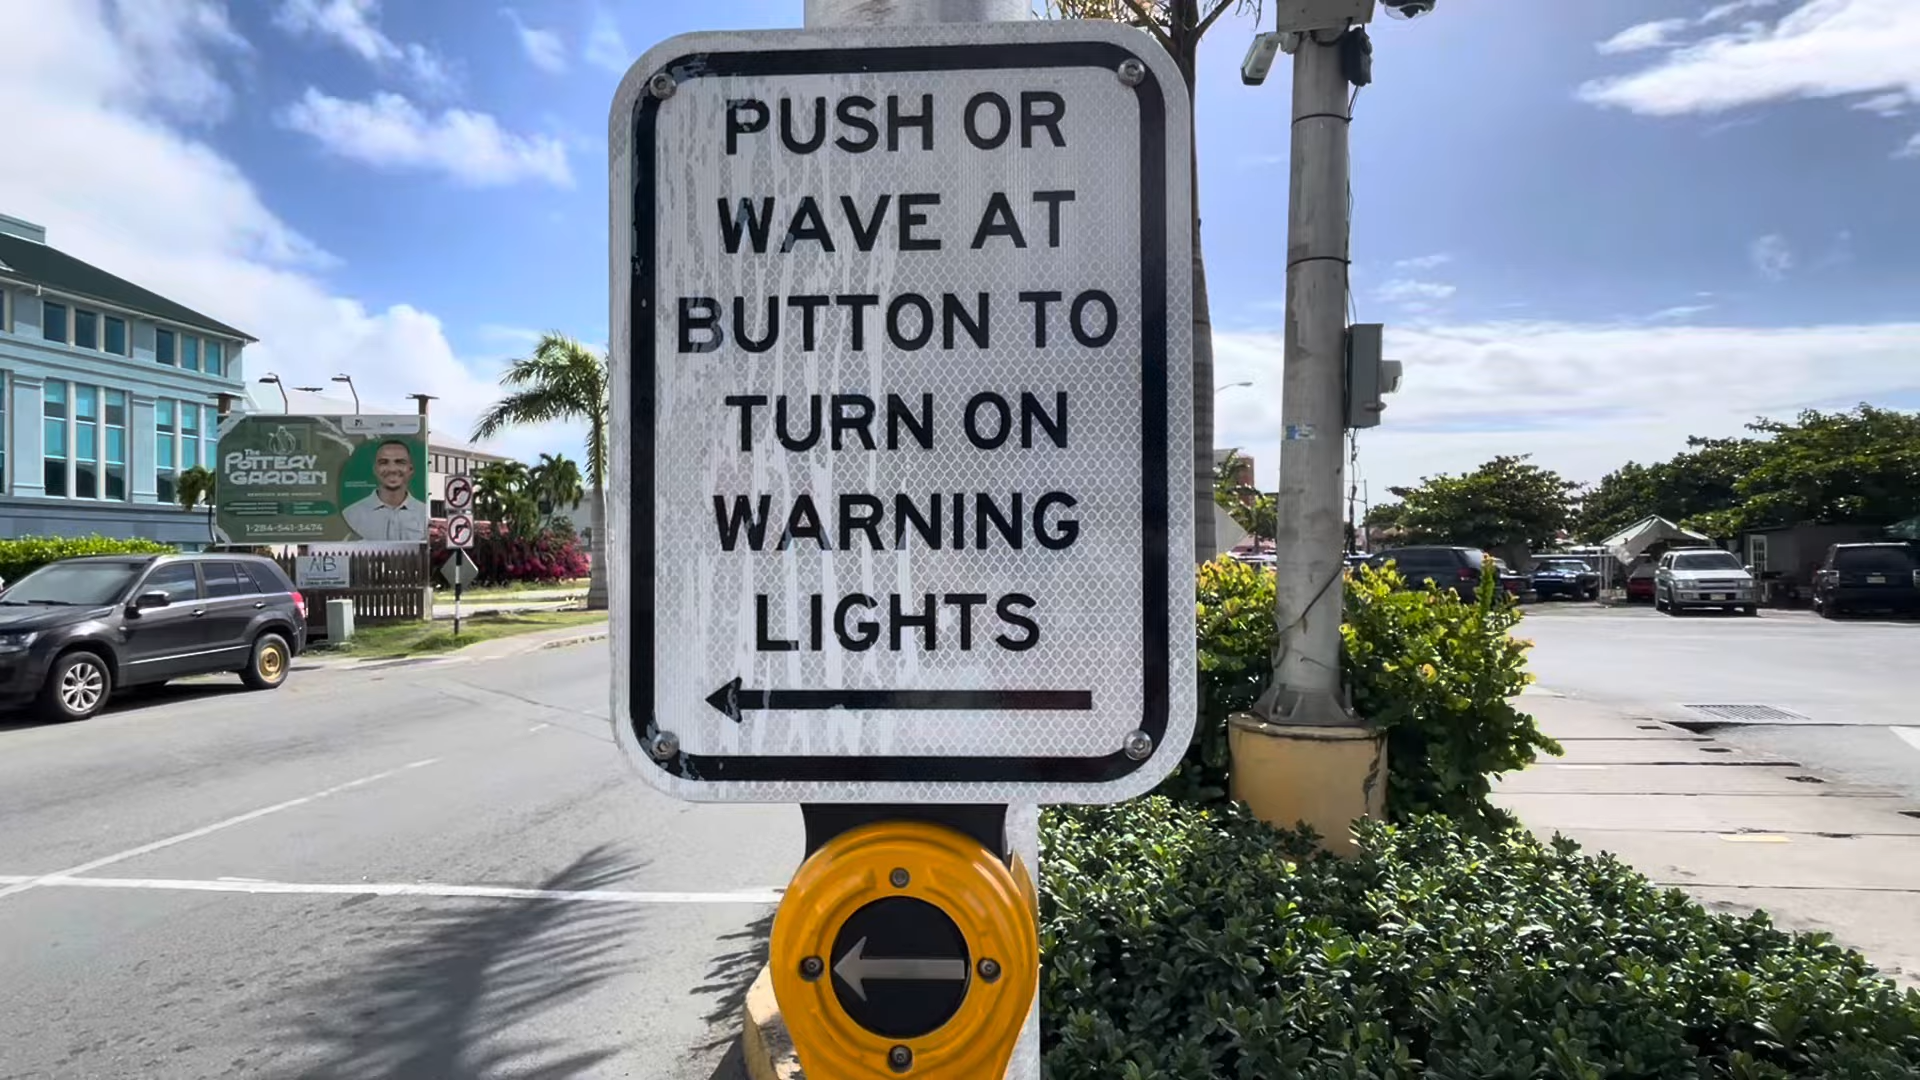 PUSH OR
WAVE AT
BUTTON TO
TURN ON
WARNING
LIGHTS
The
POTTERY
GARDEN
1-284-541-3474